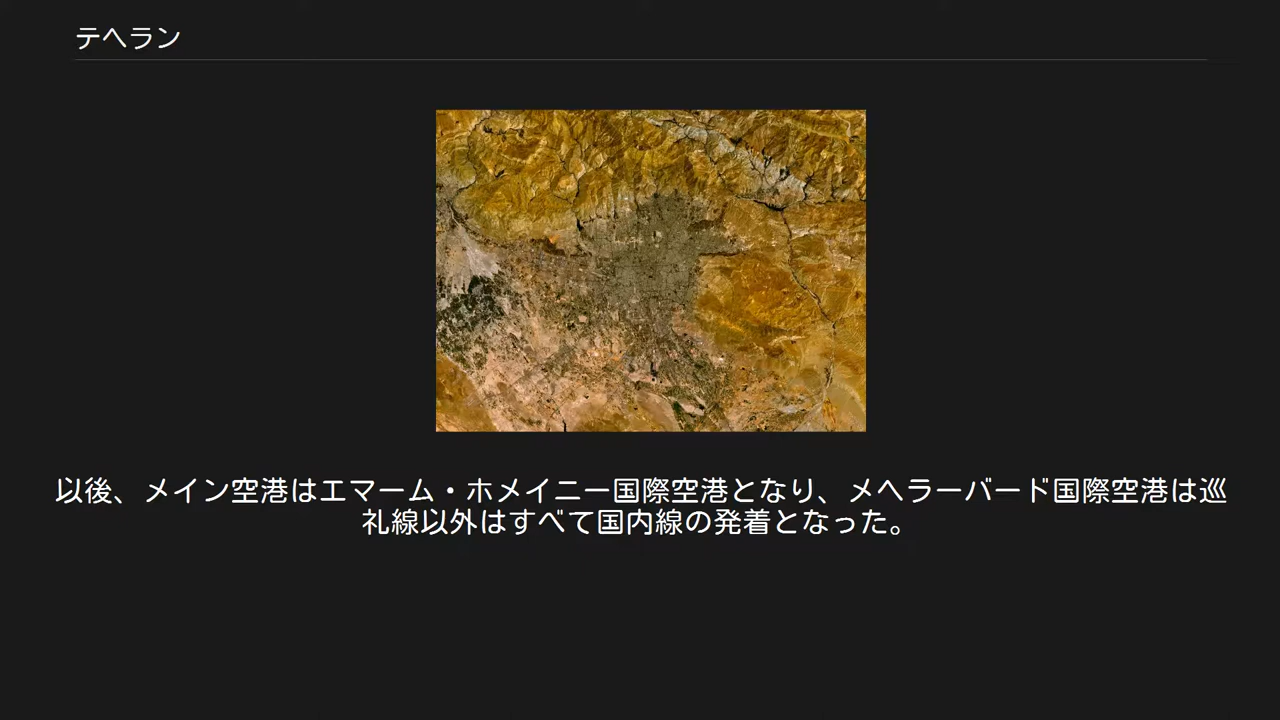 テヘラン
以後、メイン空港はエマーム・ホメイニー国際空港となり、メヘラーバード国際空港は巡
礼線以外はすべて国内線の発着となった。